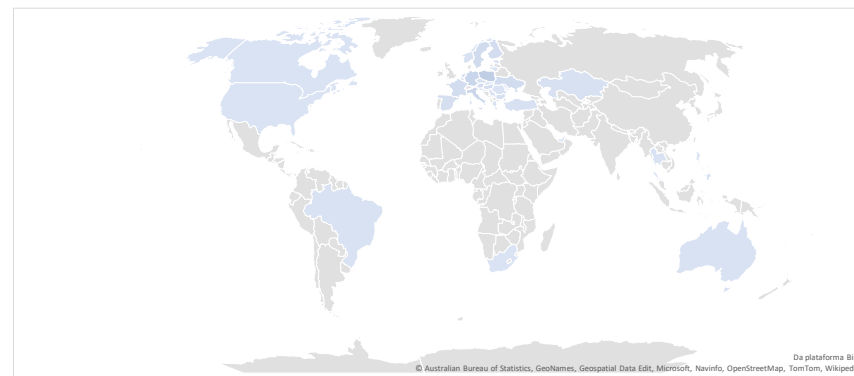 Da plataforma Bi
© Australian Bureau of Statistics, GeoNames, Geospatial Data Edit, Microsoft, Navinfo, OpenStreetMap, TomTom, Wikiped